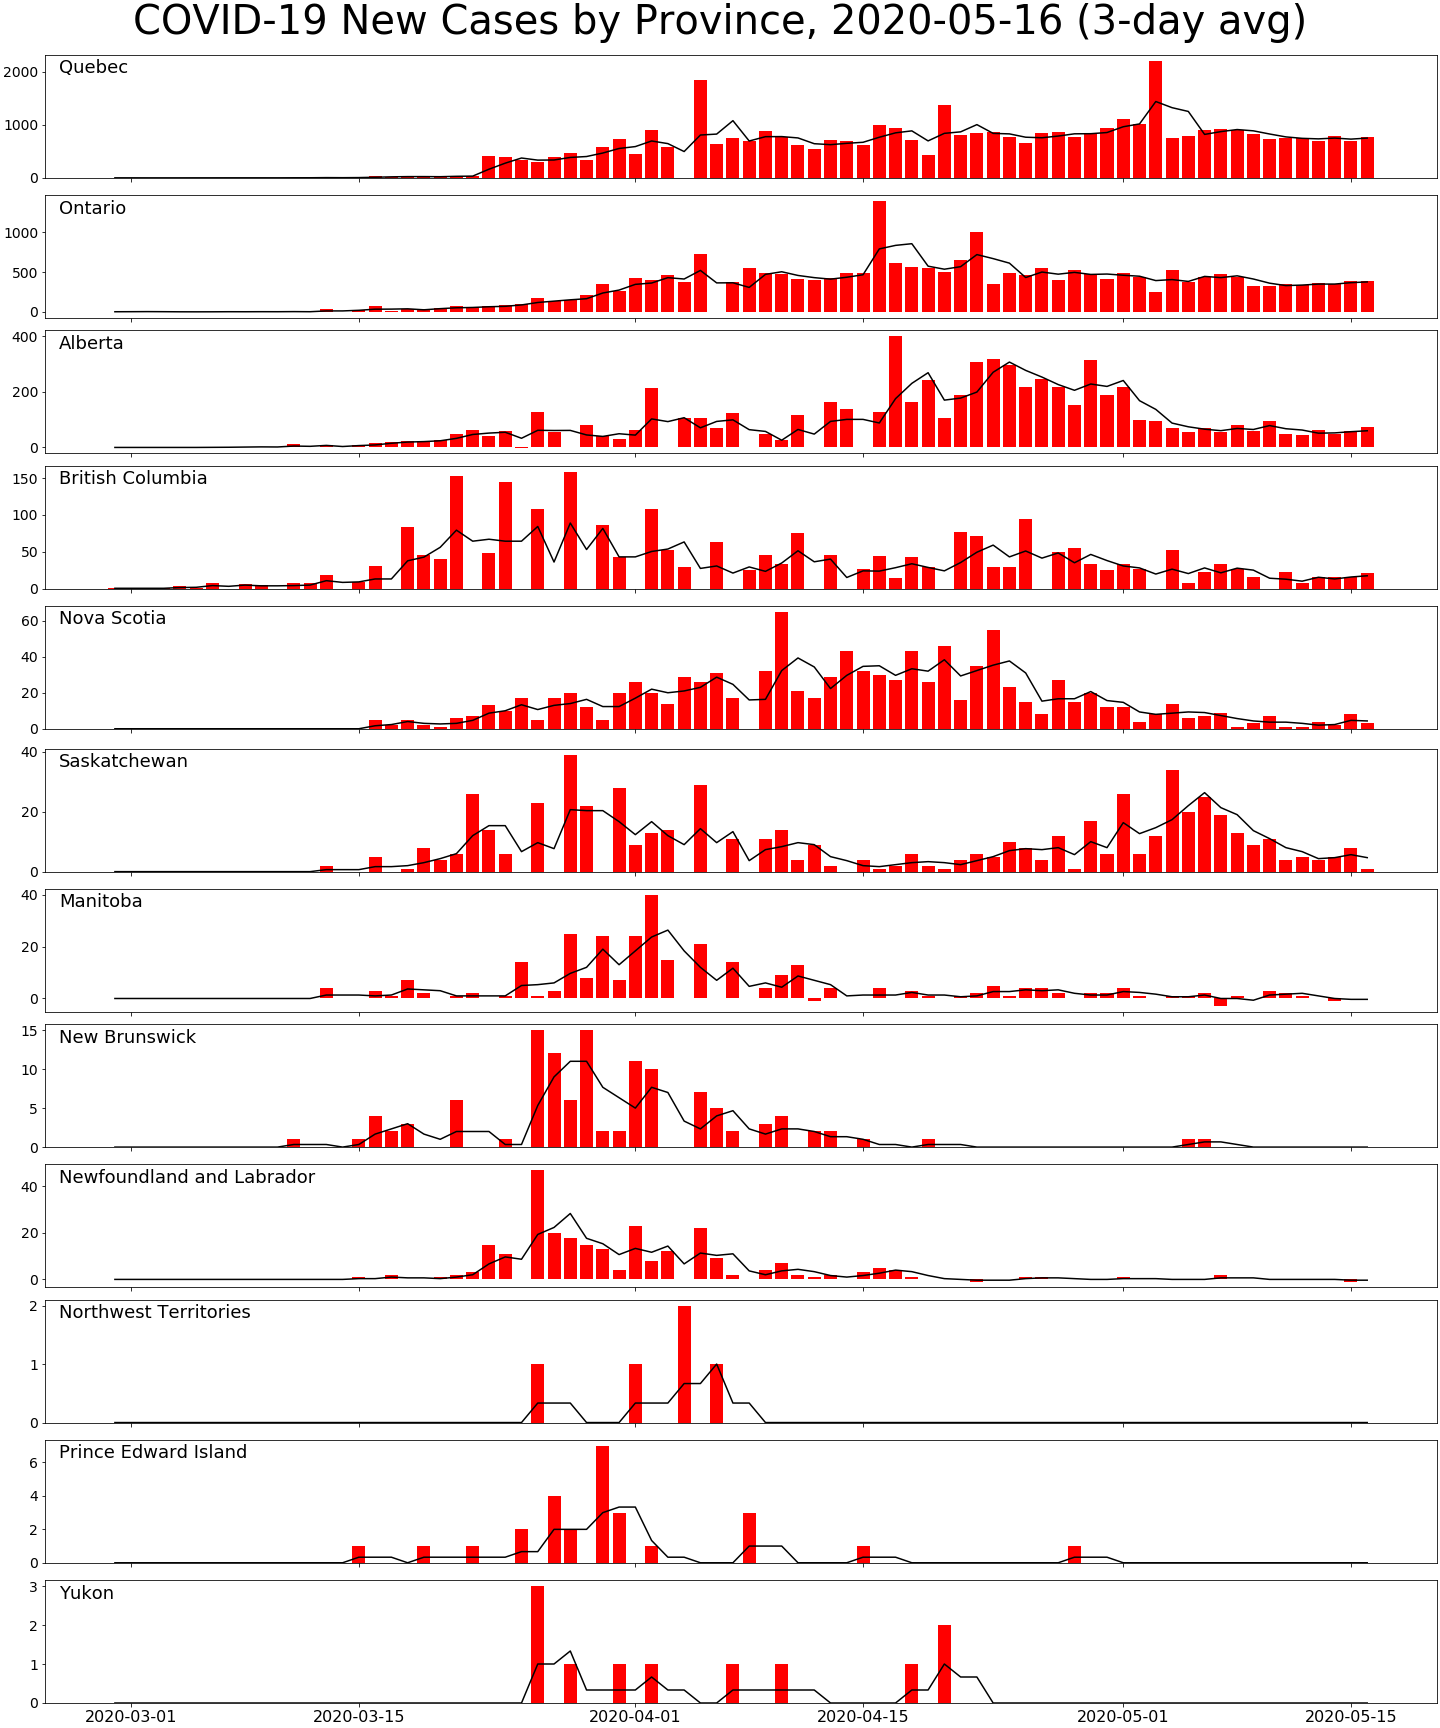 COVID-19 New Cases by Province, 2020-05-16 (3-day avg)
Quebec
2000
1000
0
Ontario
1000
500
0
Alberta
400
200
0
British Columbia
150
100
50
0
Nova Scotia
60
40
20
0
Saskatchewan
40
20
0
Manitoba
40
20
0
New Brunswick
15
10
5
0
Newfoundland and Labrador
40
20
0
Northwest Territories
2
1
0
Prince Edward Island
6
4
2
0
Yukon
3
2
1
0
2020-03-01 2020-03-15 2020-04-01 2020-04-15 2020-05-01 2020-05-15